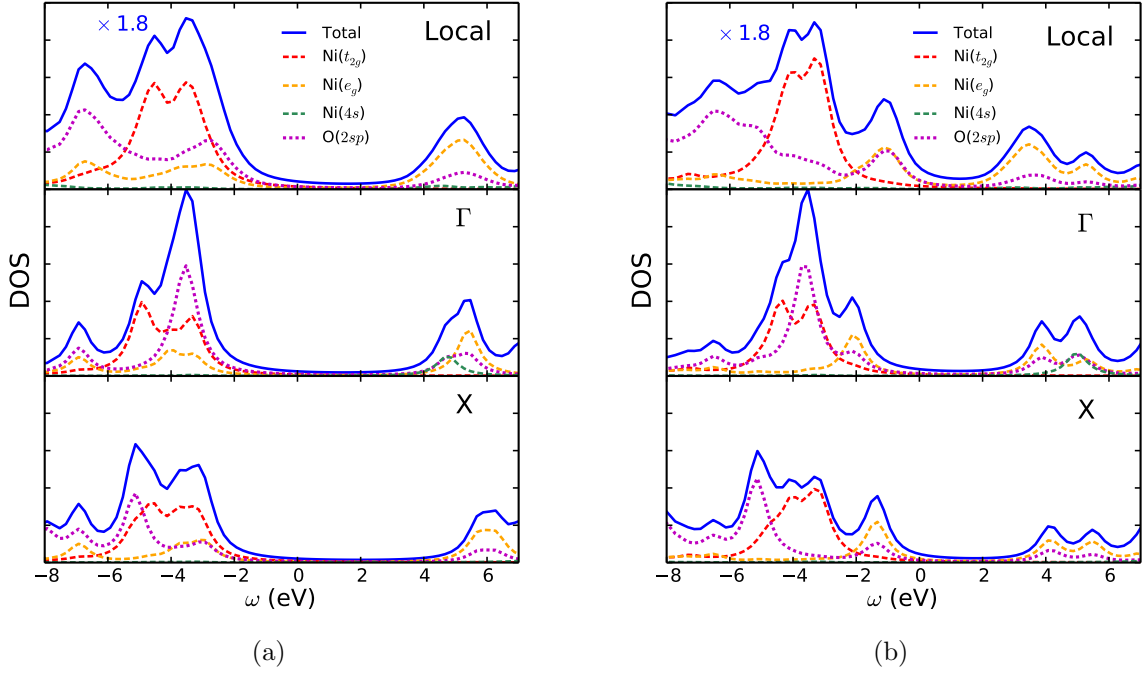 × 1.8
Total
Ni(t₂g)
Ni(e_g)
Ni(4s)
O(2sp)
Local
Γ
X
DOS
−8 −6 −4 −2 0 2 4 6
ω (eV)
(a)
× 1.8
Total
Ni(t₂g)
Ni(e_g)
Ni(4s)
O(2sp)
Local
Γ
X
DOS
−8 −6 −4 −2 0 2 4 6
ω (eV)
(b)